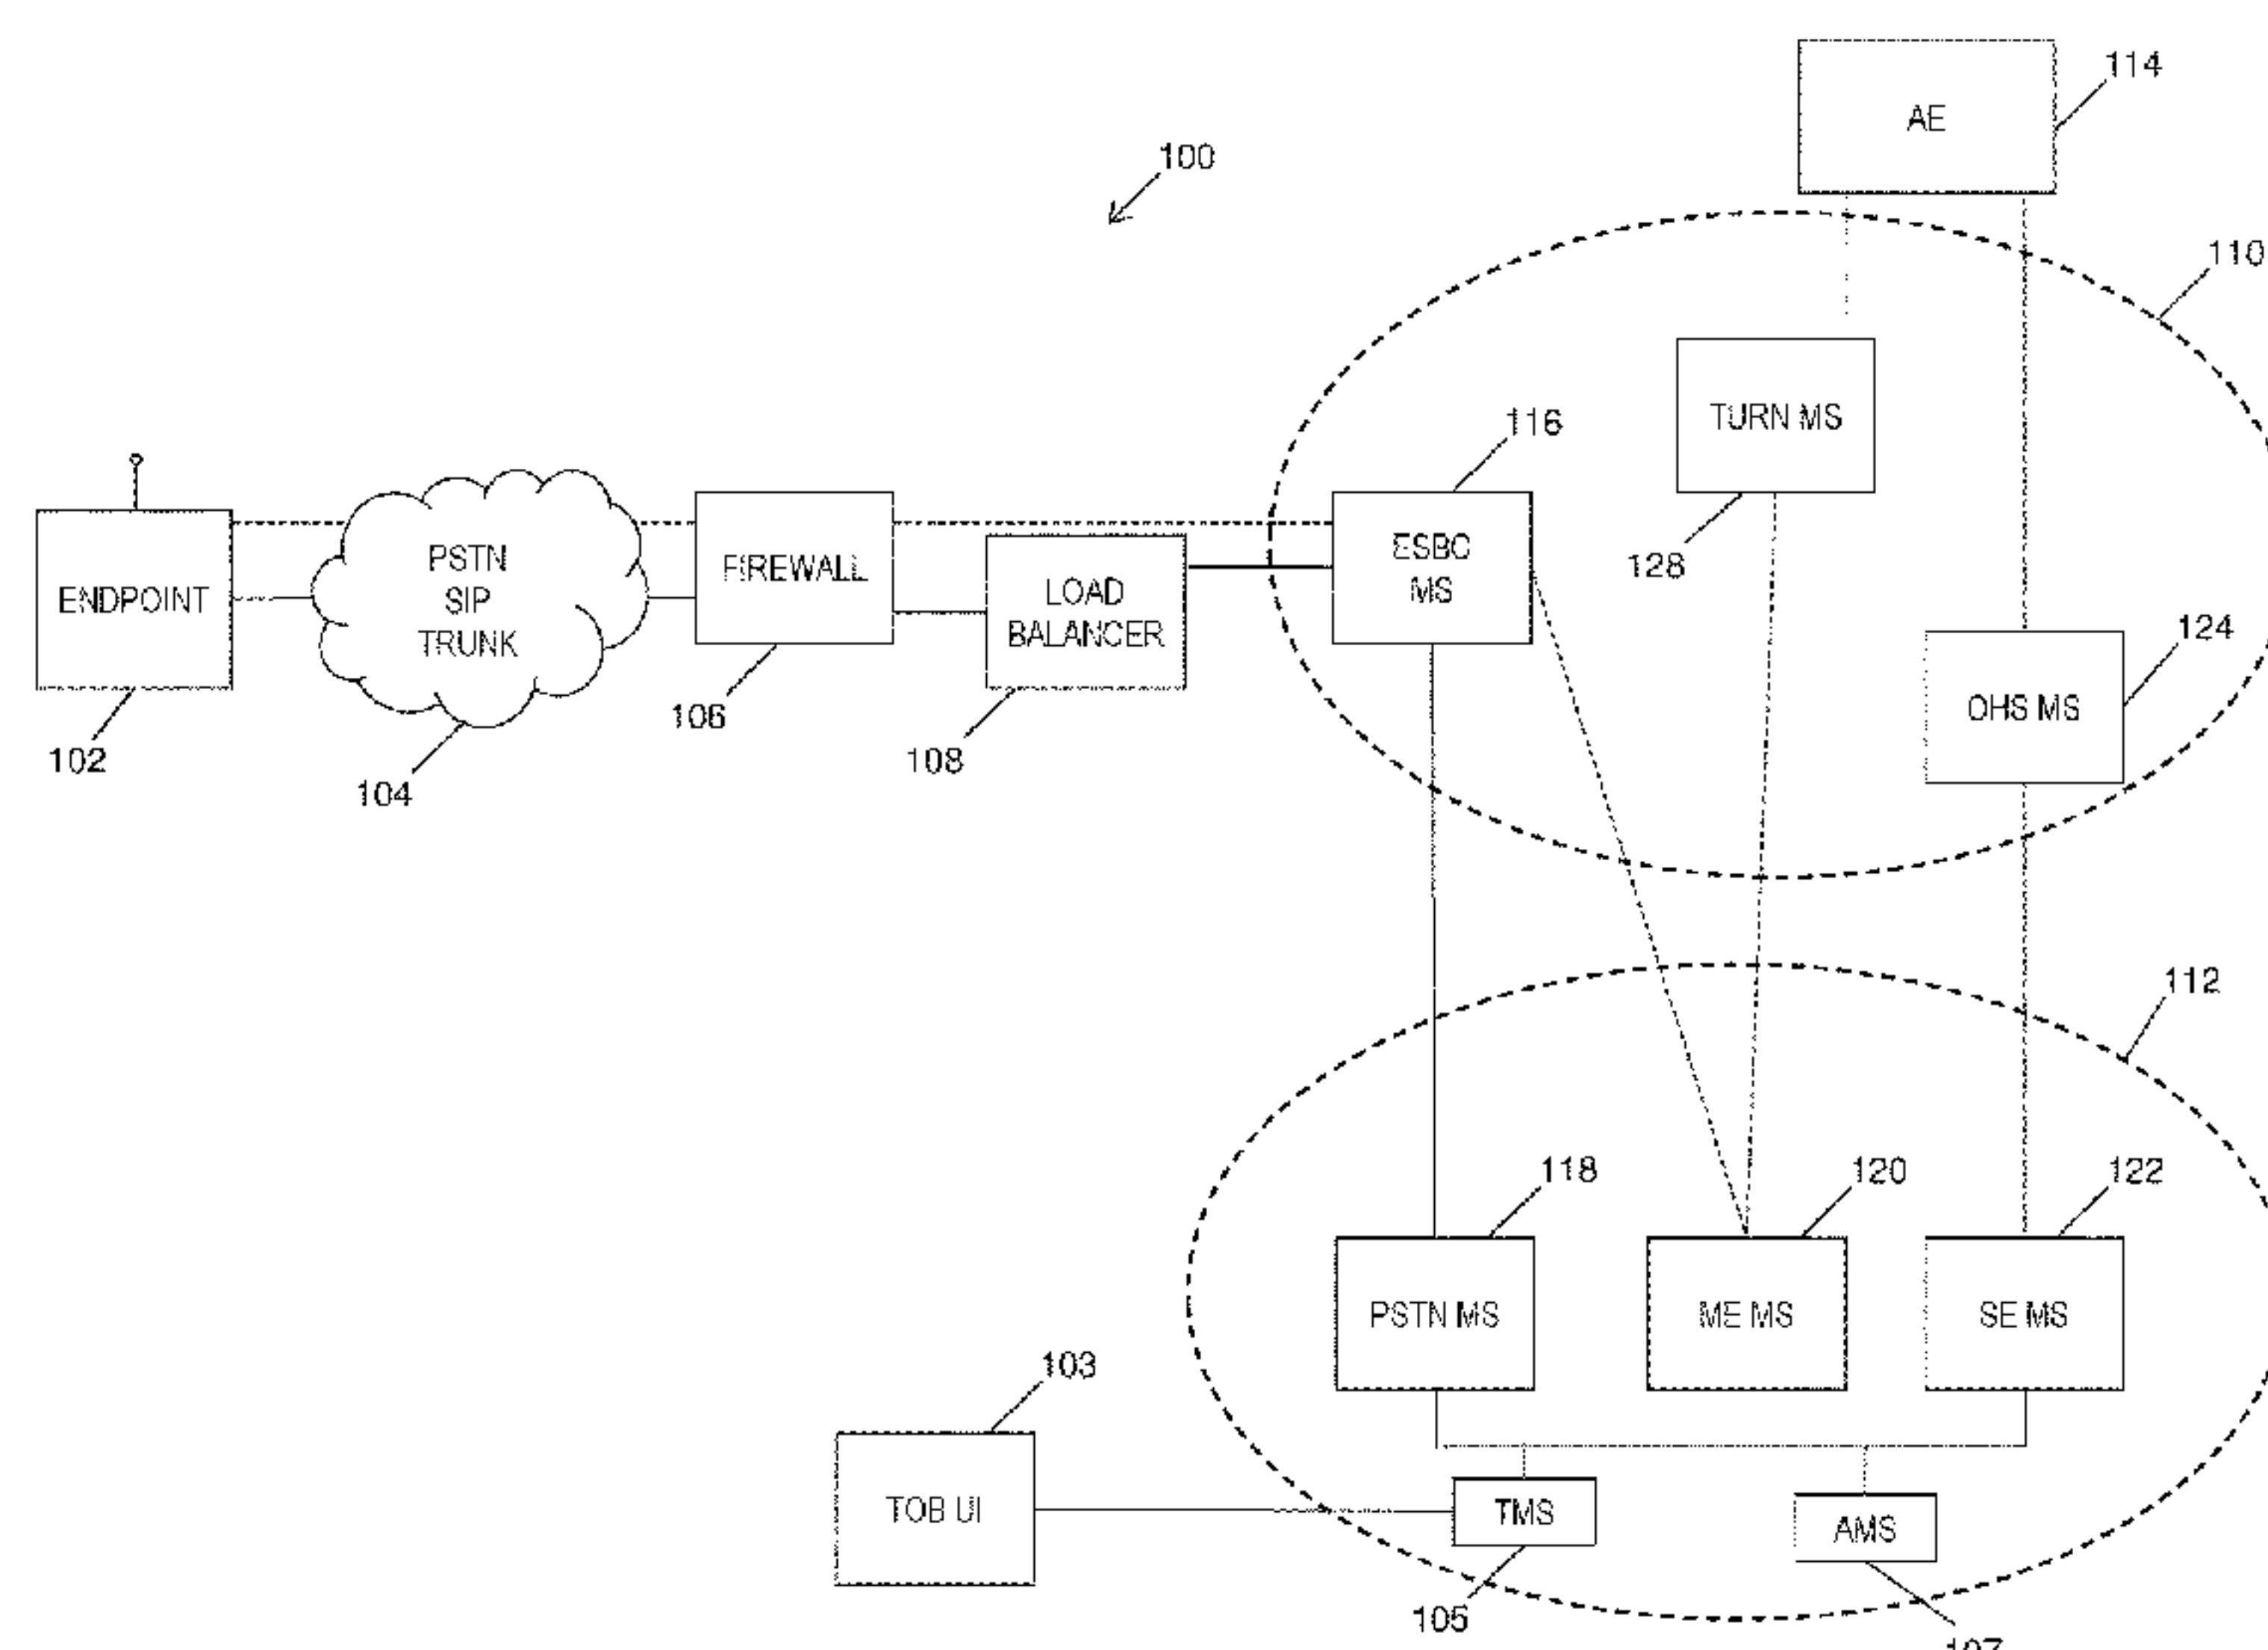 AE
114
100
110
TURN MS
128
116
ESBC
MS
ENDPOINT
102
PSTN
SIP
TRUNK
104
FIREWALL
106
LOAD
BALANCER
108
124
OHS MS
112
118
120
122
PSTN MS
ME MS
SE MS
103
TOB UI
TMS
AMS
105
107